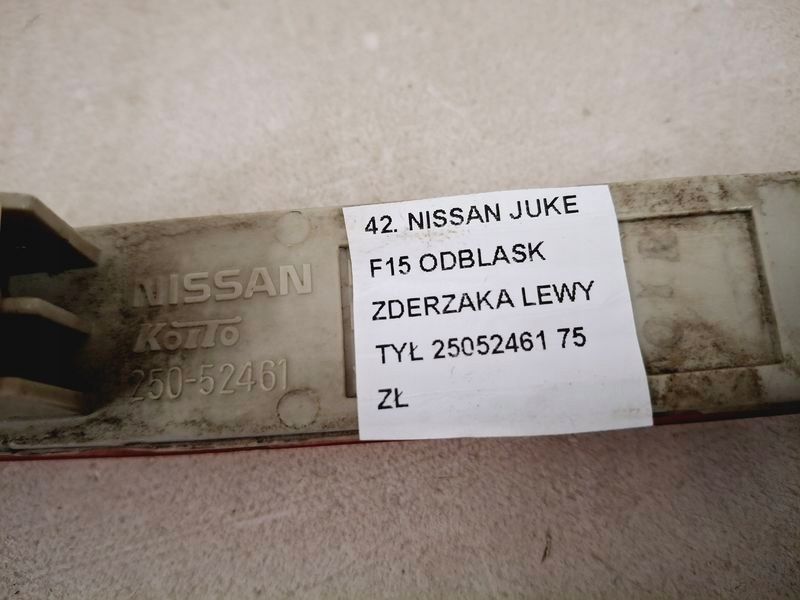 NISSAN
KOITO
250-52461
42. NISSAN JUKE
F15 ODBLASK
ZDERZAKA LEWY
TYŁ 25052461 75
ZŁ